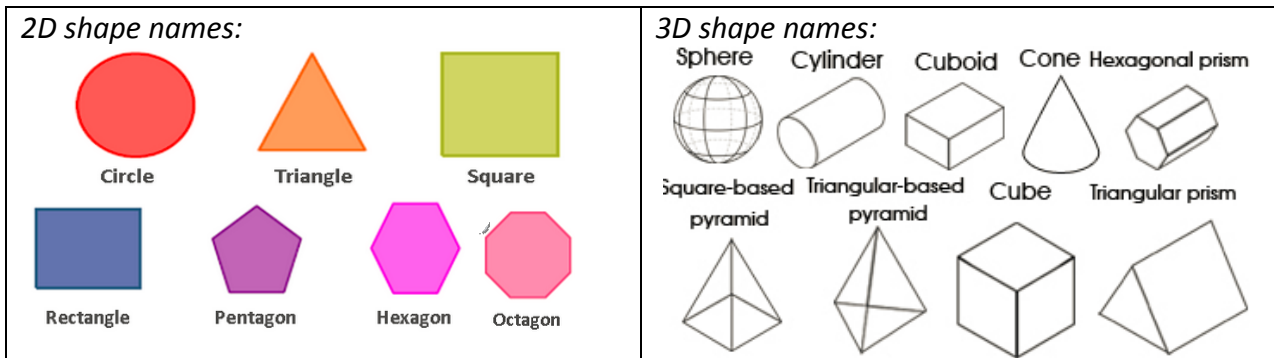 2D shape names:
Circle Triangle Square
Rectangle Pentagon Hexagon Octagon
3D shape names:
Sphere Cylinder Cuboid Cone Hexagonal prism
Square-based Triangular-based Cube Triangular prism
pyramid pyramid